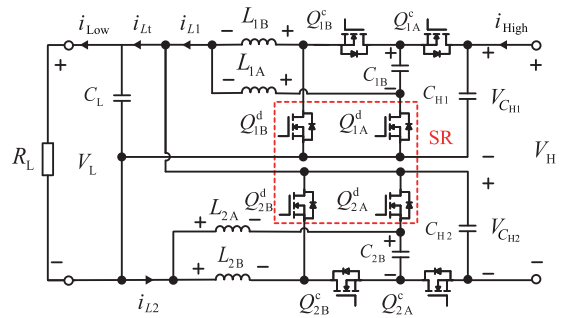 i_Low i_Lt i_L1 L_1B Q^c_1B Q^c_1A i_High
+ − + + −
L_1A C_1B
− + −
C_L Q^d_1B Q^d_1A C_H1 V_CH1
SR
R_L V_L − V_H
+
Q^d_2B Q^d_2A
L_2A C_H2 V_CH2
+ − + C_2B
L_2B
− + − − −
i_L2 Q^c_2B Q^c_2A